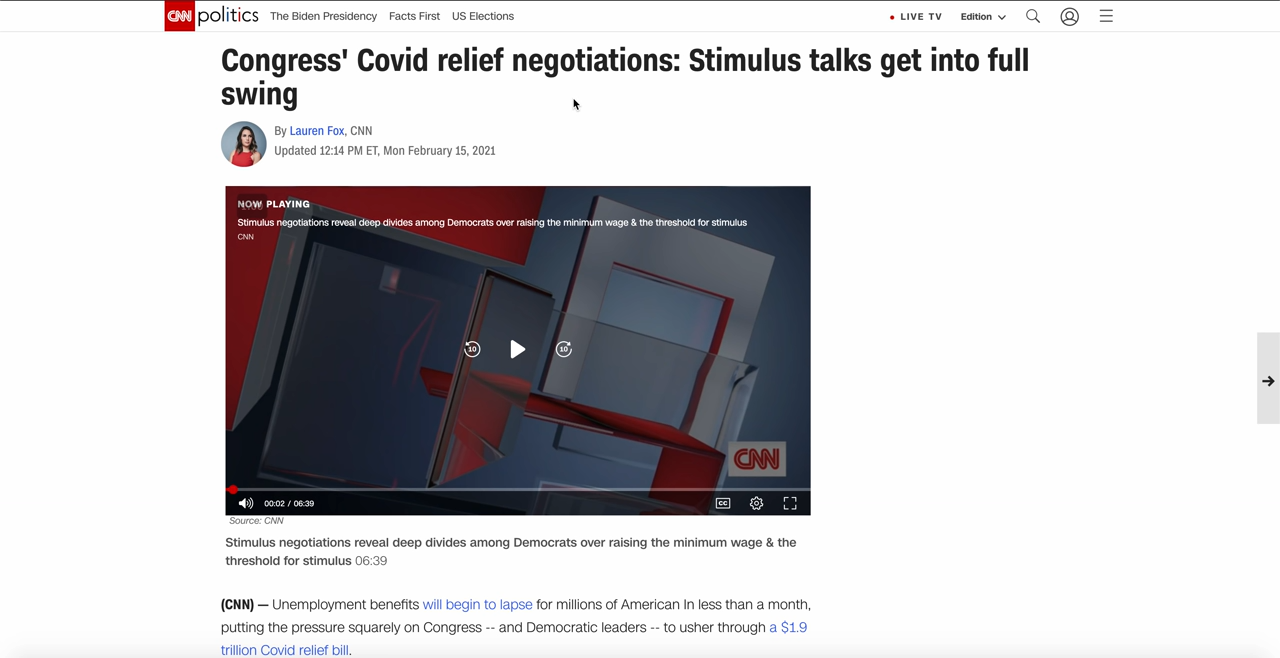 CNN politics The Biden Presidency Facts First US Elections LIVE TV Edition
Congress' Covid relief negotiations: Stimulus talks get into full
swing
By Lauren Fox, CNN
Updated 12:14 PM ET, Mon February 15, 2021
NOW PLAYING
Stimulus negotiations reveal deep divides among Democrats over raising the minimum wage & the threshold for stimulus
CNN
10 10
CNN
00:02 / 06:39 CC
Source: CNN
Stimulus negotiations reveal deep divides among Democrats over raising the minimum wage & the
threshold for stimulus 06:39
(CNN) — Unemployment benefits will begin to lapse for millions of American In less than a month,
putting the pressure squarely on Congress -- and Democratic leaders -- to usher through a $1.9
trillion Covid relief bill.